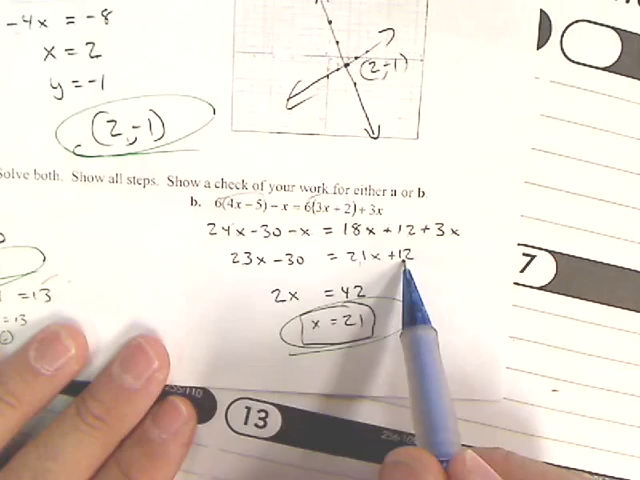 -4x = -8
x = 2
y = -1
(2,-1)
(2,-1)
Solve both. Show all steps. Show a check of your work for either a or b
b. 6(4x - 5) - x = 6(3x + 2) + 3x
24x - 30 - x = 18x + 12 + 3x
23x - 30 = 21x + 12
2x = 42
x = 21
= 13
= 13
7
13